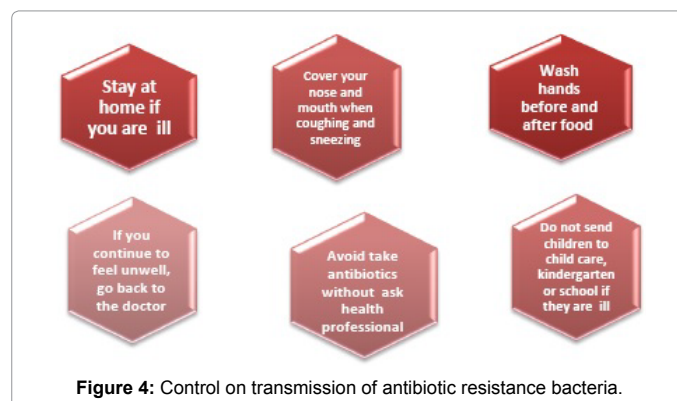 Stay at
home if
you are ill
Cover your
nose and
mouth when
coughing and
sneezing
Wash
hands
before and
after food
If you
continue to
feel unwell,
go back to
the doctor
Avoid take
antibiotics
without ask
health
professional
Do not send
children to
child care,
kindergarten
or school if
they are ill
Figure 4: Control on transmission of antibiotic resistance bacteria.